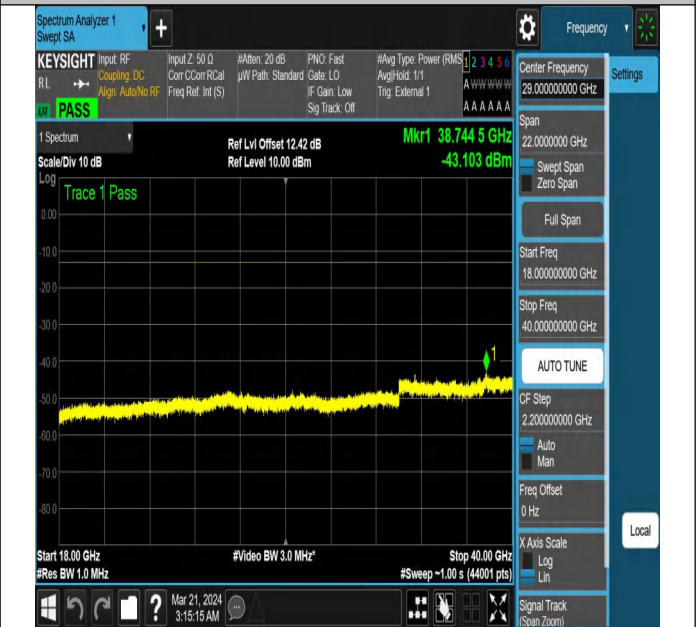 Spectrum Analyzer 1
Swept SA
+
Frequency
KEYSIGHT
RL
PASS
Input: RF
Coupling: DC
Align: Auto/No RF
Input Z: 50 Ω
Corr CCorr RCal
Freq Ref: Int (S)
#Atten: 20 dB
µW Path: Standard
PNO: Fast
Gate: LO
IF Gain: Low
Sig Track: Off
#Avg Type: Power (RMS
Avg|Hold: 1/1
Trig: External 1
1 2 3 4 5 6
A W W W W W
A A A A A A
Center Frequency
29.000000000 GHz
Settings
Span
22.0000000 GHz
Swept Span
Zero Span
Full Span
Start Freq
18.000000000 GHz
Stop Freq
40.000000000 GHz
AUTO TUNE
CF Step
2.200000000 GHz
Auto
Man
Freq Offset
0 Hz
X Axis Scale
Log
Lin
Signal Track
(Span Zoom)
Local
1 Spectrum
Scale/Div 10 dB
Ref Lvl Offset 12.42 dB
Ref Level 10.00 dBm
Mkr1 38.744 5 GHz
-43.103 dBm
Log
Trace 1 Pass
0.00
-10.0
-20.0
-30.0
-40.0
-50.0
-60.0
-70.0
-80.0
1
Start 18.00 GHz
#Res BW 1.0 MHz
#Video BW 3.0 MHz*
Stop 40.00 GHz
#Sweep ~1.00 s (44001 pts)
?
Mar 21, 2024
3:15:15 AM